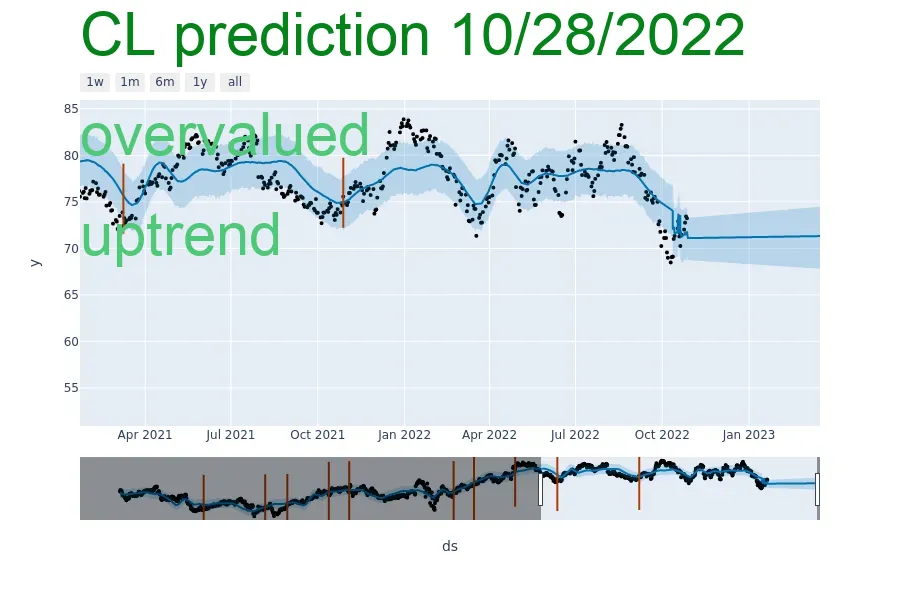 CL prediction 10/28/2022
1w 1m 6m 1y all
85
overvalued
80
75
uptrend
70
y
65
60
55
Apr 2021 Jul 2021 Oct 2021 Jan 2022 Apr 2022 Jul 2022 Oct 2022 Jan 2023
ds